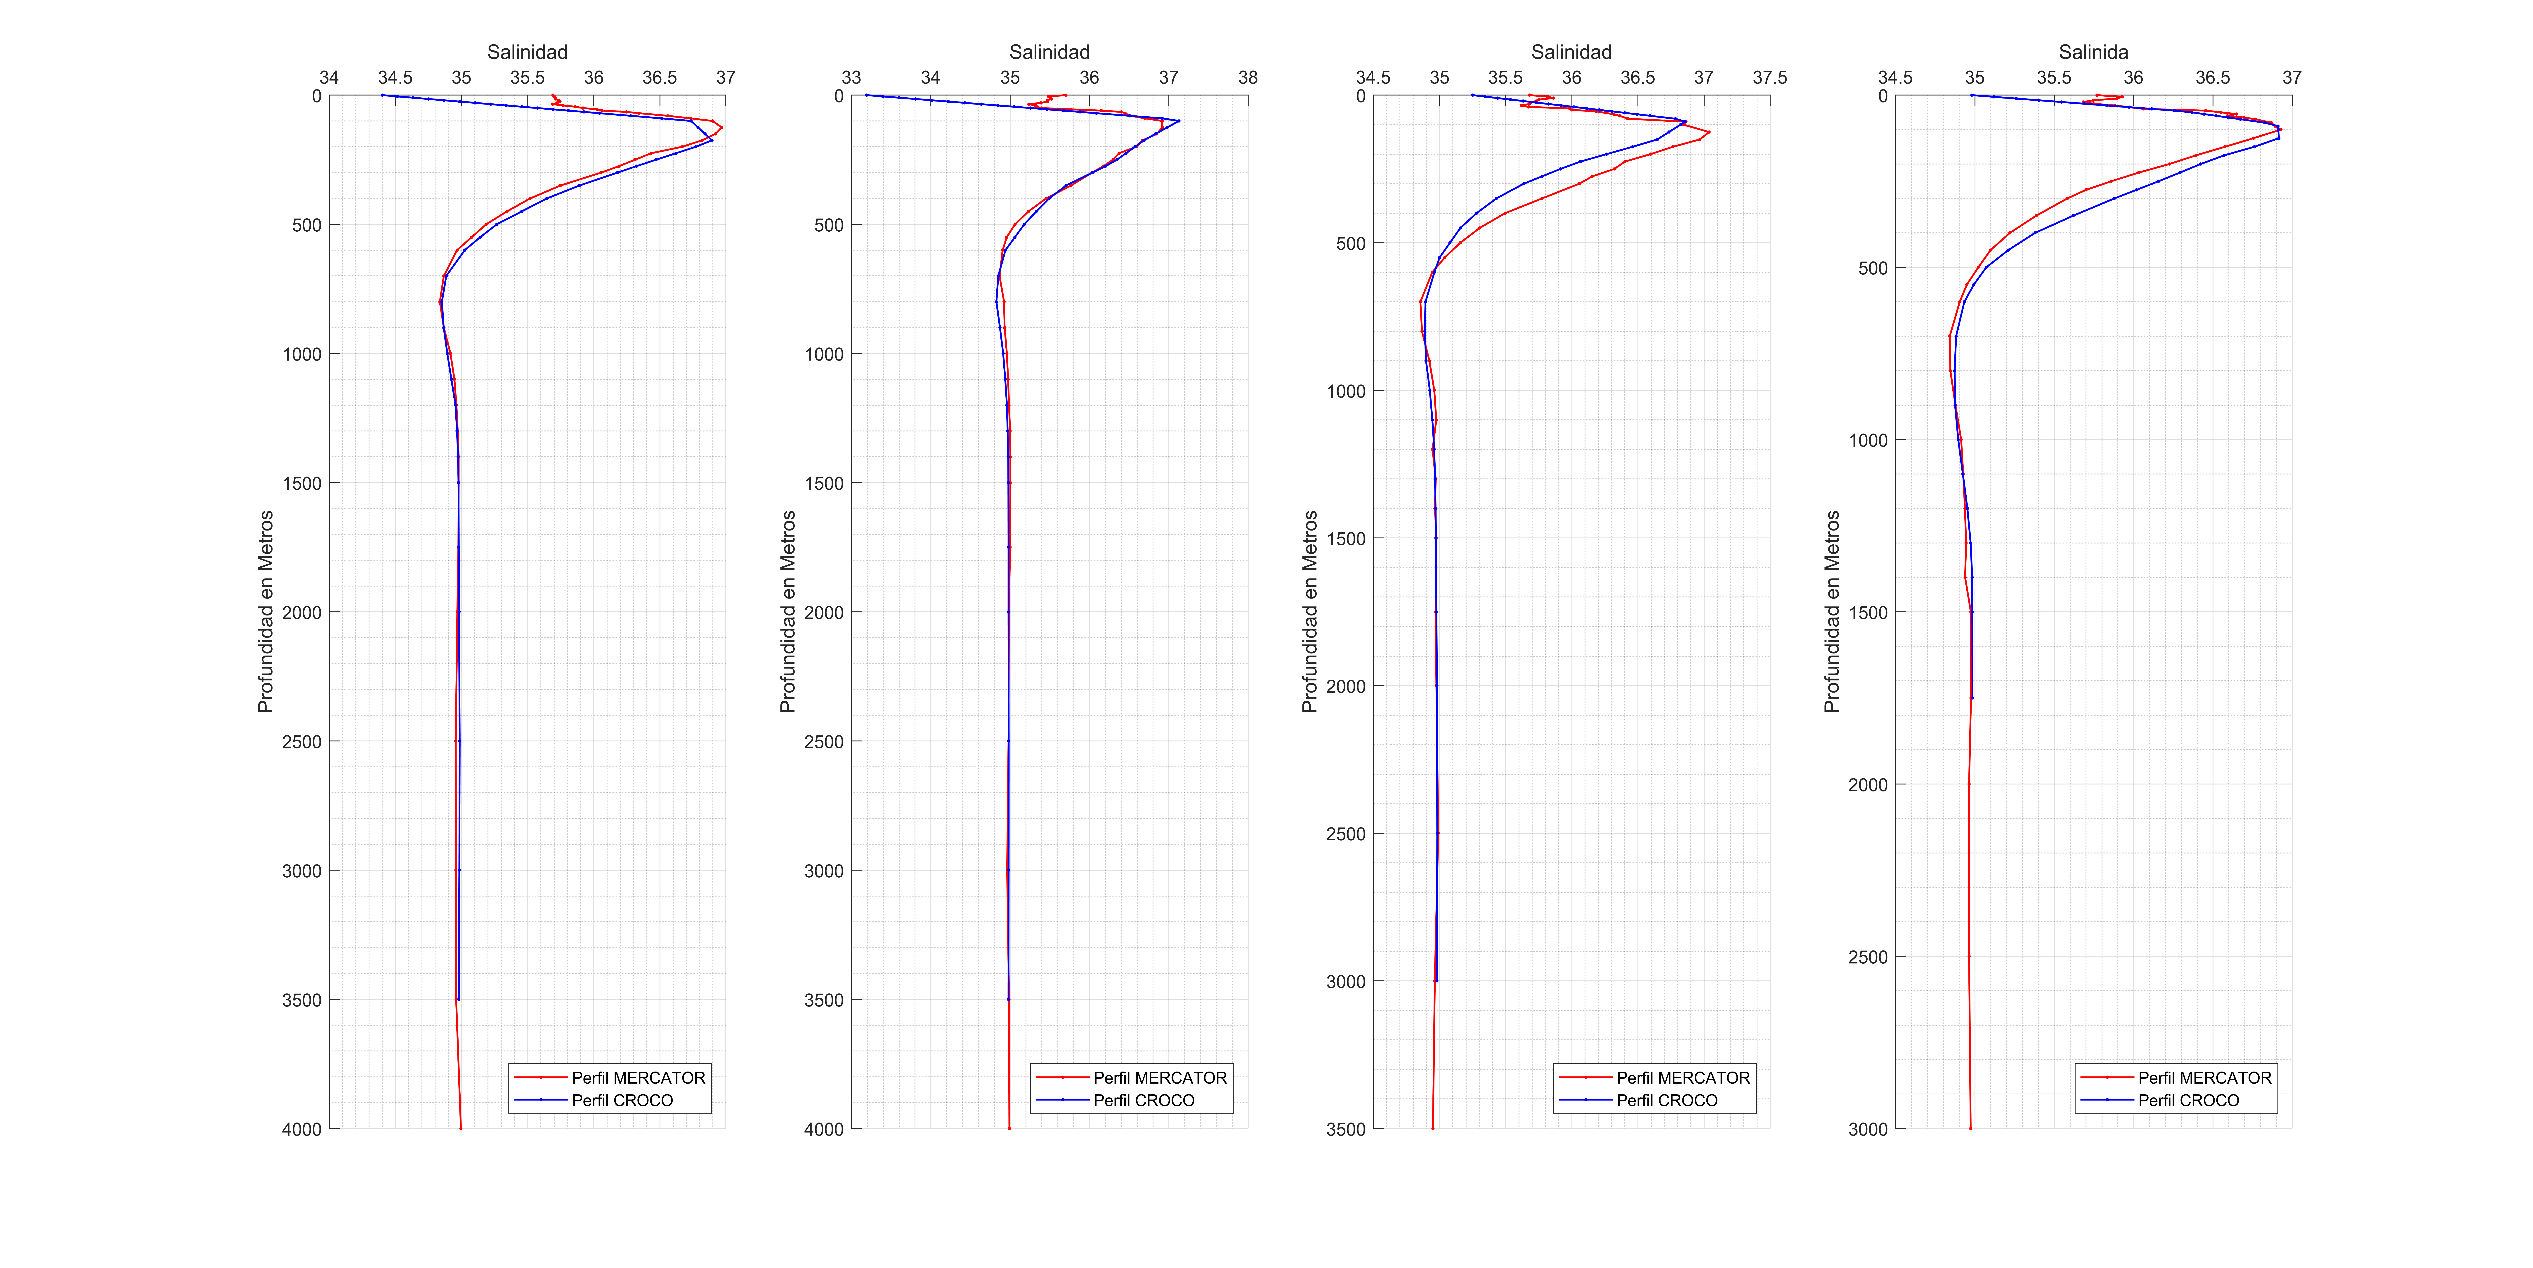 Salinidad
34 34.5 35 35.5 36 36.5 37
0
500
1000
1500
2000
2500
3000
3500
4000
Profundidad en Metros
Perfil MERCATOR
Perfil CROCO
Salinidad
33 34 35 36 37 38
0
500
1000
1500
2000
2500
3000
3500
4000
Profundidad en Metros
Perfil MERCATOR
Perfil CROCO
Salinidad
34.5 35 35.5 36 36.5 37 37.5
0
500
1000
1500
2000
2500
3000
3500
Profundidad en Metros
Perfil MERCATOR
Perfil CROCO
Salinida
34.5 35 35.5 36 36.5 37
0
500
1000
1500
2000
2500
3000
Profundidad en Metros
Perfil MERCATOR
Perfil CROCO